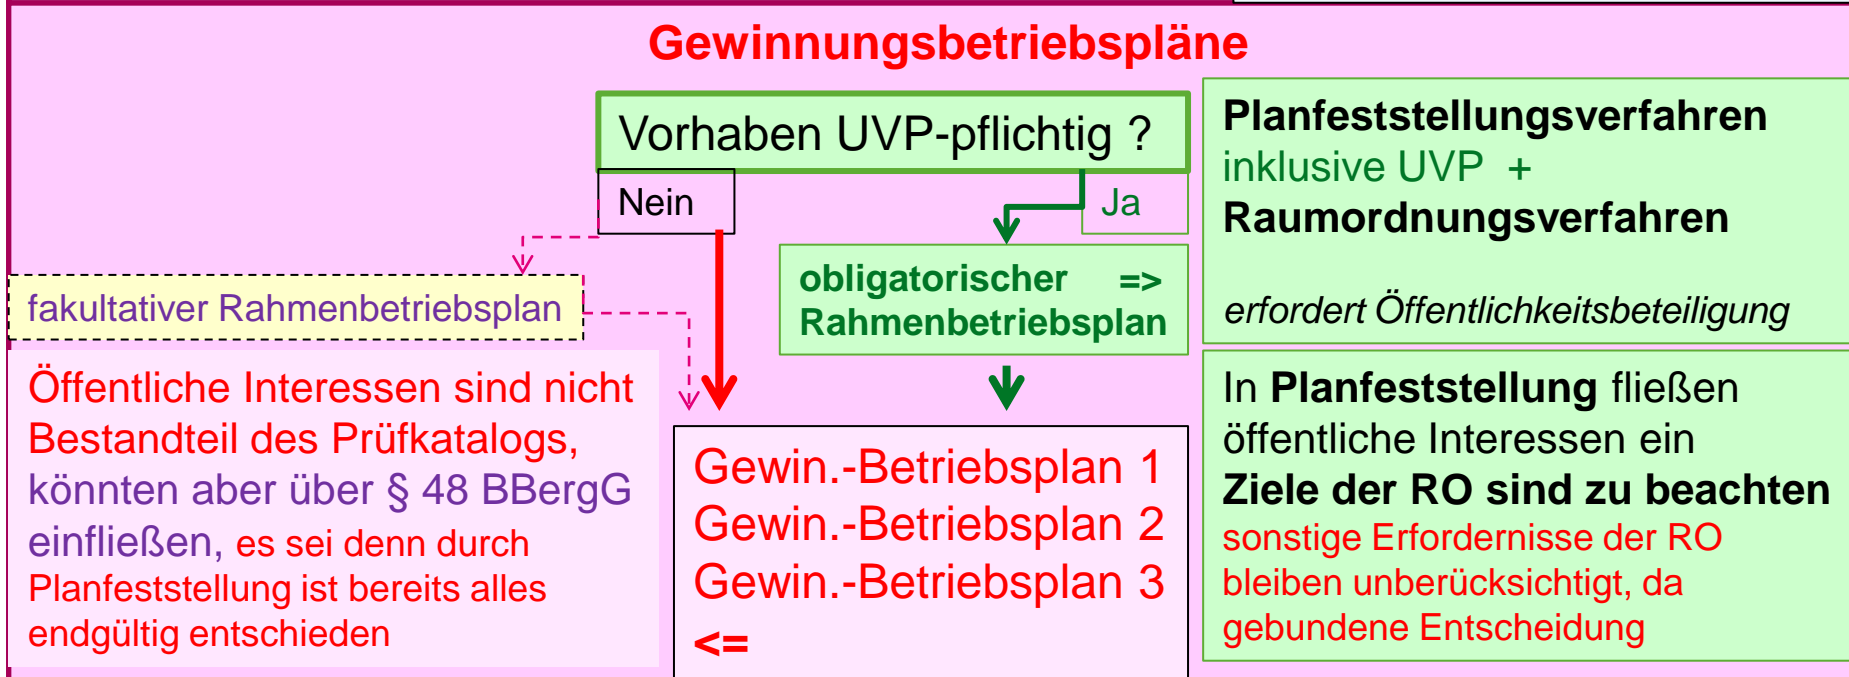 Gewinnungsbetriebspläne
Vorhaben UVP-pflichtig ?
Nein
Ja
fakultativer Rahmenbetriebsplan
obligatorischer =>
Rahmenbetriebsplan
Planfeststellungsverfahren
inklusive UVP +
Raumordnungsverfahren
erfordert Öffentlichkeitsbeteiligung
Öffentliche Interessen sind nicht
Bestandteil des Prüfkatalogs,
könnten aber über § 48 BBergG
einfließen, es sei denn durch
Planfeststellung ist bereits alles
endgültig entschieden
Gewin.-Betriebsplan 1
Gewin.-Betriebsplan 2
Gewin.-Betriebsplan 3
<=
In Planfeststellung fließen
öffentliche Interessen ein
Ziele der RO sind zu beachten
sonstige Erfordernisse der RO
bleiben unberücksichtigt, da
gebundene Entscheidung